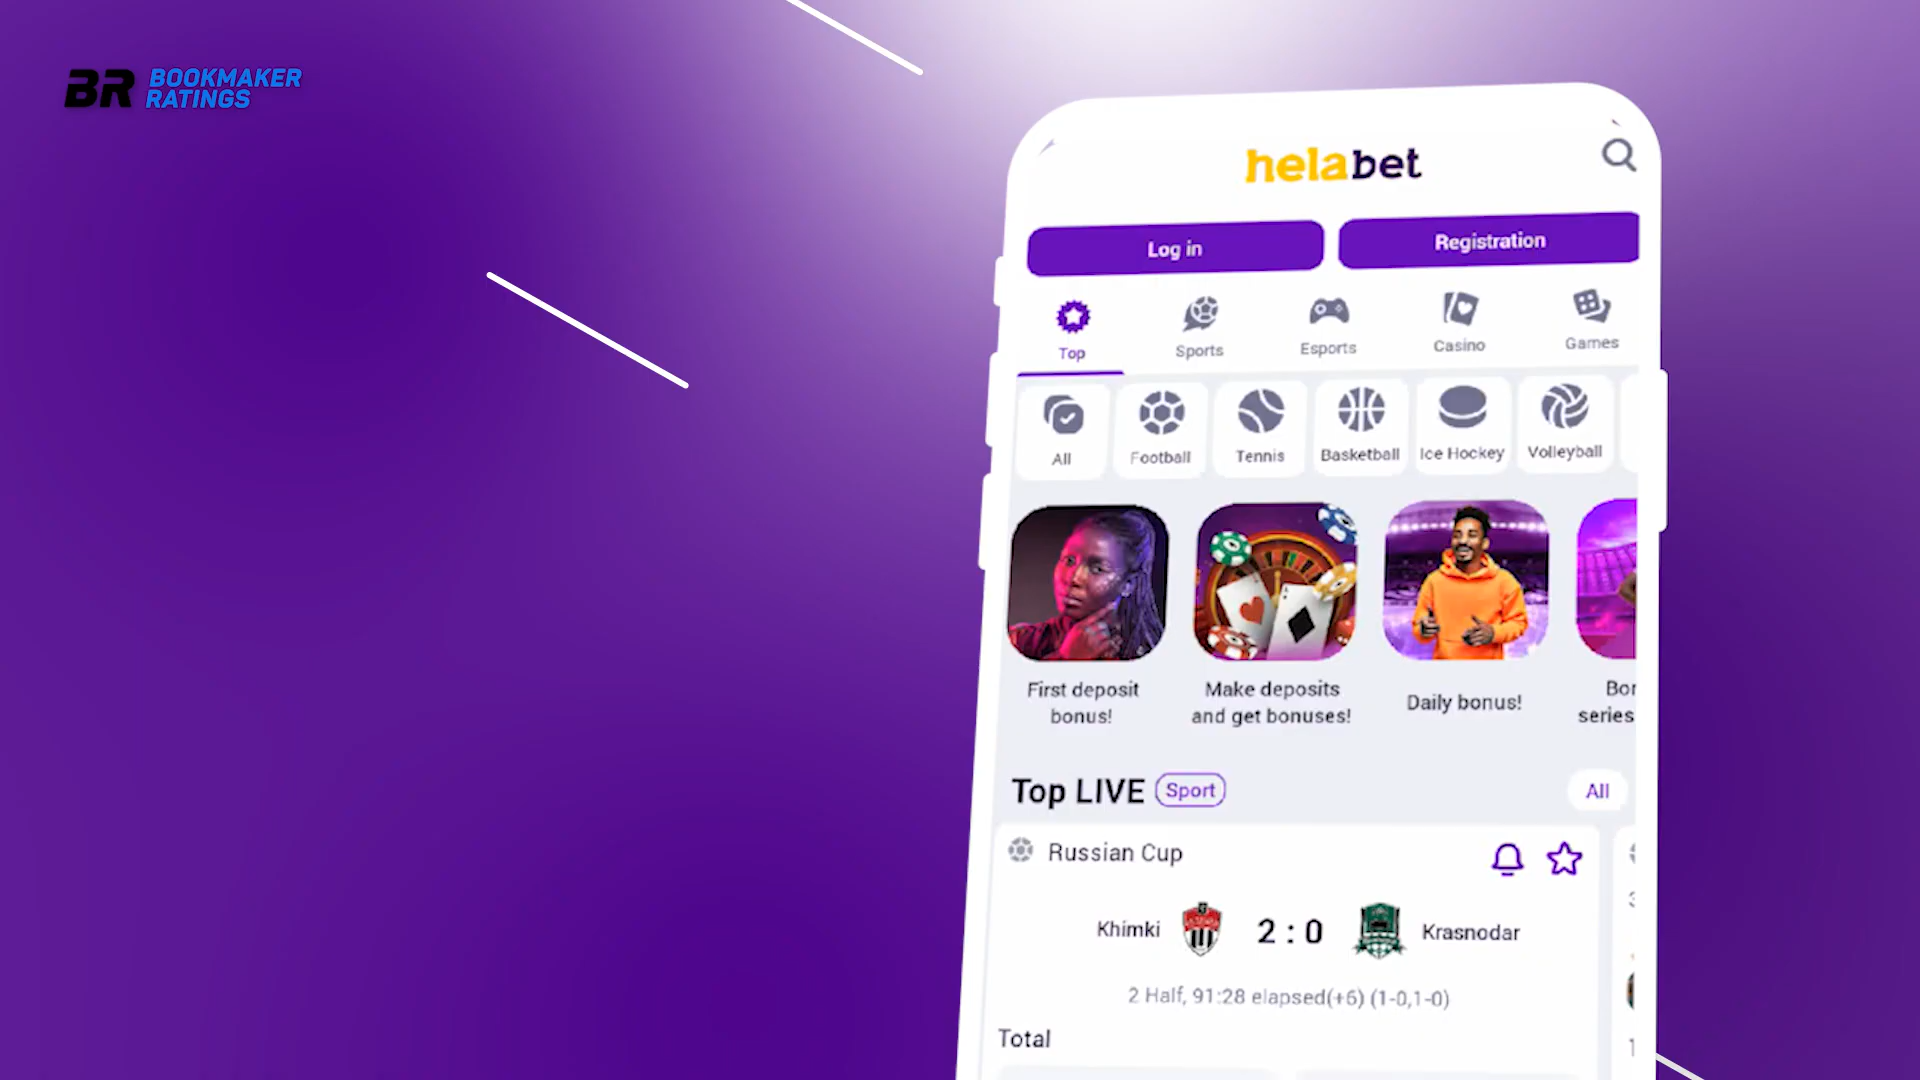 BR BOOKMAKER
RATINGS
helabet
Log in
Registration
Top
Sports
Esports
Casino
Games
All
Football
Tennis
Basketball
Ice Hockey
Volleyball
First deposit
bonus!
Make deposits
and get bonuses!
Daily bonus!
series
Top LIVE Sport
All
Russian Cup
Khimki 2 : 0 Krasnodar
2 Half, 91:28 elapsed(+6) (1-0,1-0)
Total